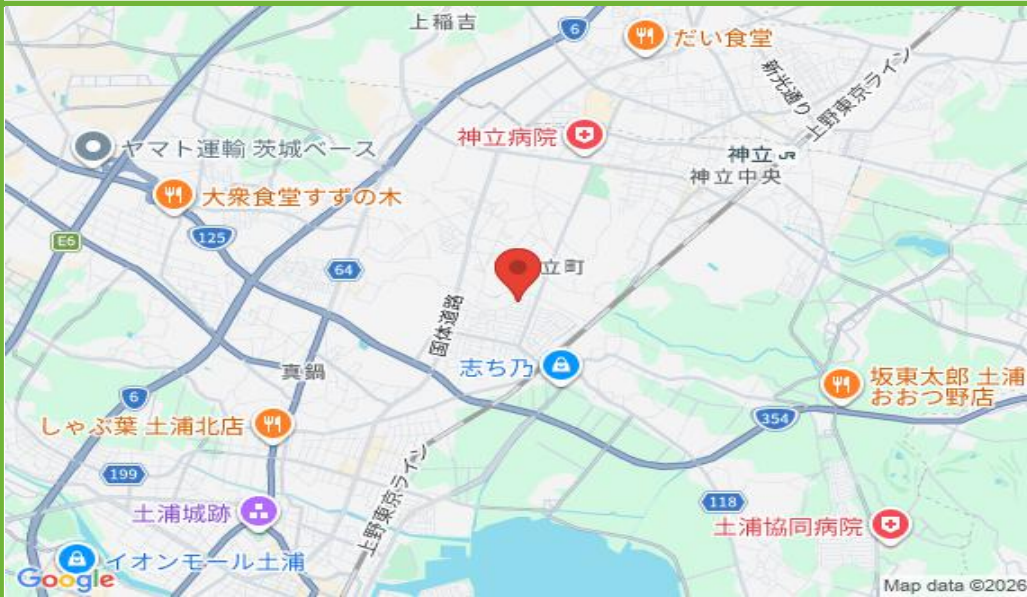 上稲吉
6
だい食堂
新光通り
上野東京ライン
神立病院
ヤマト運輸 茨城ベース
神立 JR
神立中央
大衆食堂すずの木
E6
125
64
立町
国体道路
志ち乃
真鍋
6
坂東太郎 土浦
おおつ野店
しゃぶ葉 土浦北店
354
199
上野東京ライン
118
土浦城跡
土浦協同病院
イオンモール土浦
Google
Map data ©2026